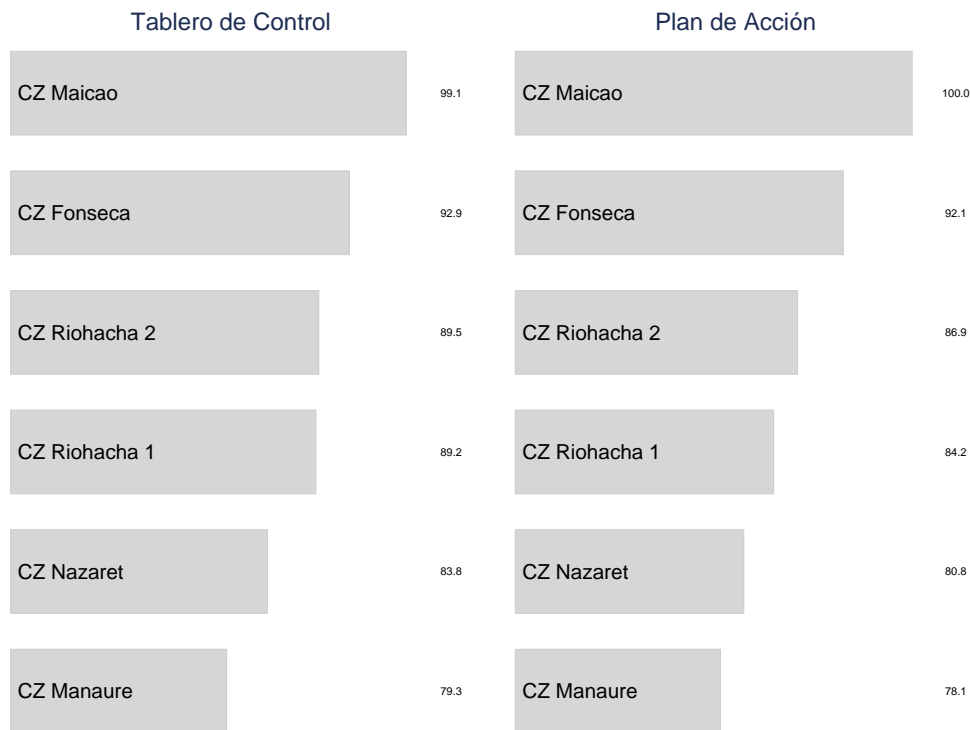 Tablero de Control
CZ Maicao 99.1
CZ Fonseca 92.9
CZ Riohacha 2 89.5
CZ Riohacha 1 89.2
CZ Nazaret 83.8
CZ Manaure 79.3
Plan de Acción
CZ Maicao 100.0
CZ Fonseca 92.1
CZ Riohacha 2 86.9
CZ Riohacha 1 84.2
CZ Nazaret 80.8
CZ Manaure 78.1